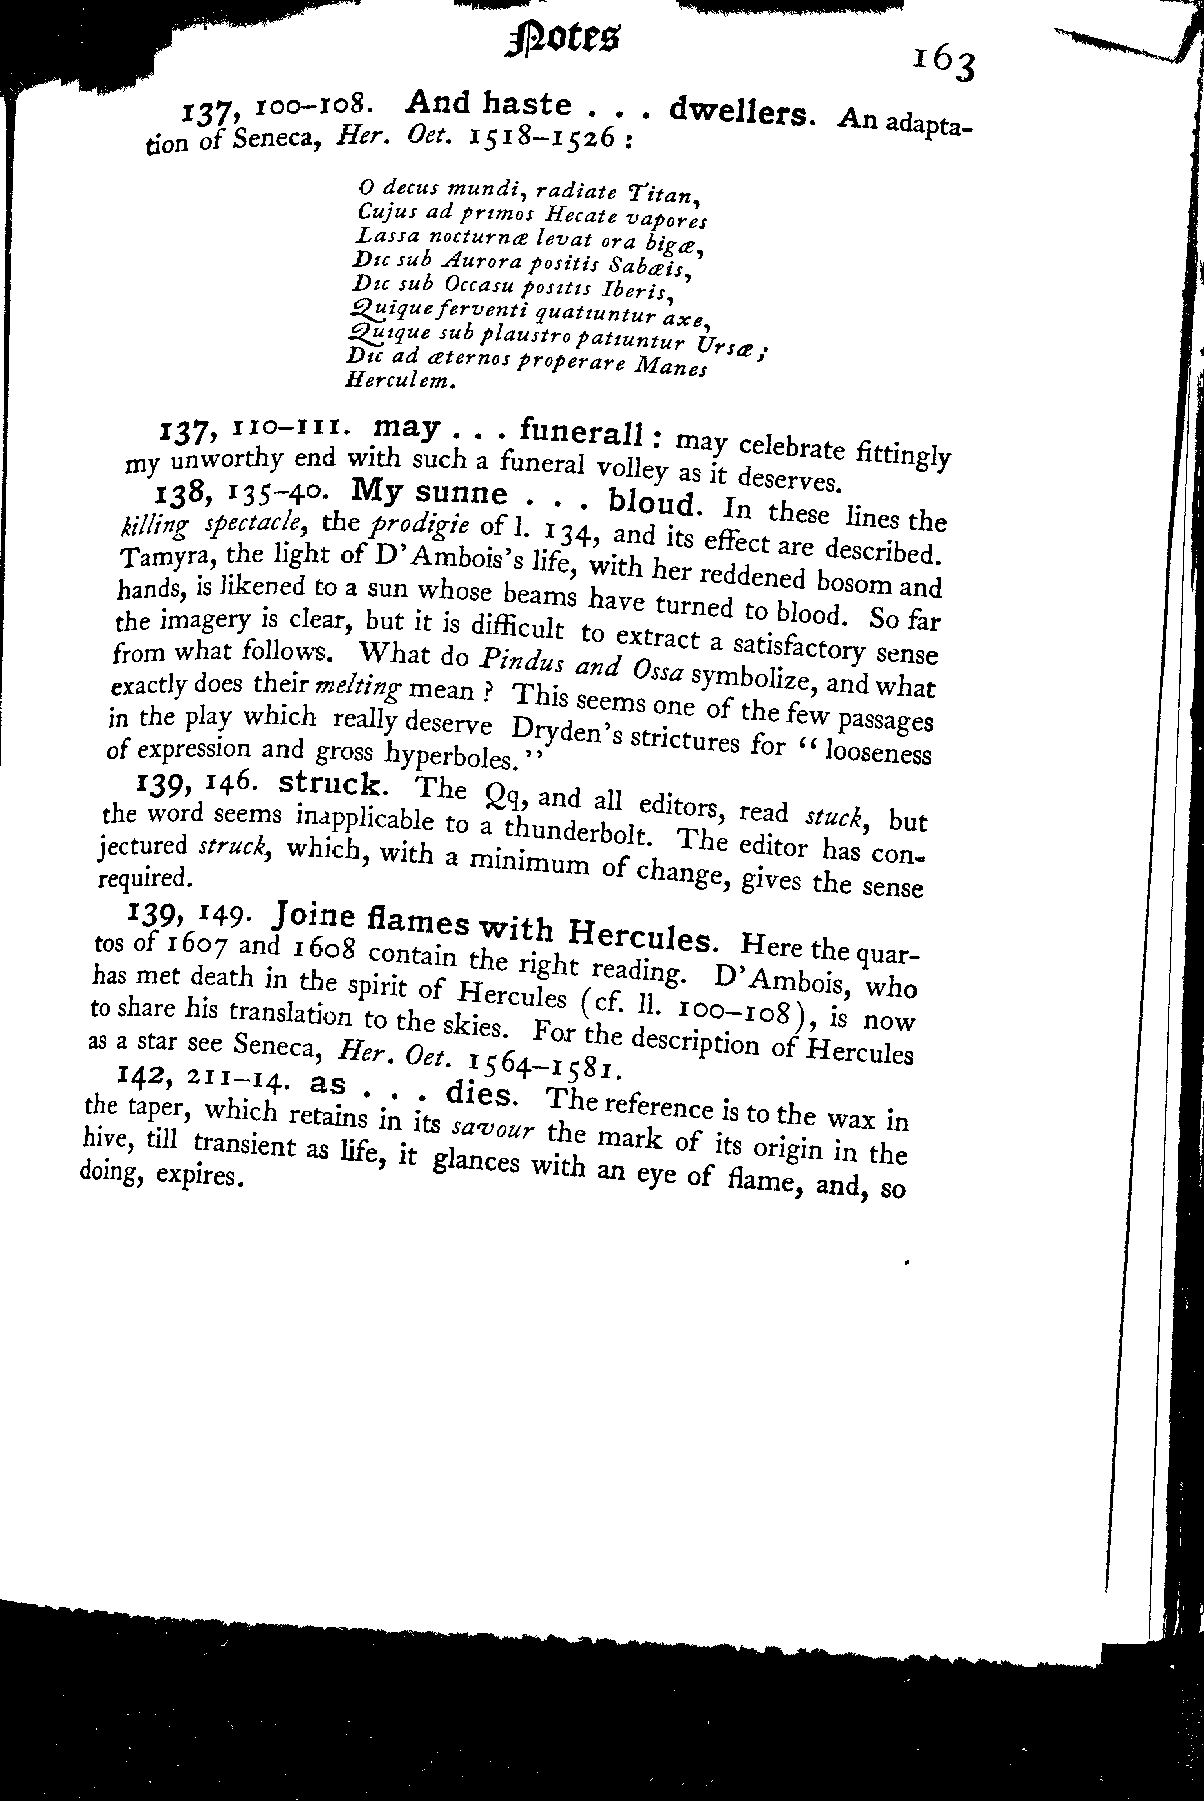 Notes
163
137, 100–108. And haste . . . dwellers. An adapta-
tion of Seneca, Her. Oet. 1518–1526 :
O decus mundi, radiate Titan,
Cujus ad primos Hecate vapores
Lassa nocturnæ levat ora bigæ,
Dic sub Aurora positis Sabæis,
Dic sub Occasu positis Iberis,
Quique ferventi quatiuntur axe,
Quique sub plaustro patiuntur Ursæ ;
Dic ad æternos properare Manes
Herculem.
137, 110–111. may . . . funerall : may celebrate fittingly
my unworthy end with such a funeral volley as it deserves.
138, 135–40. My sunne . . . bloud. In these lines the
killing spectacle, the prodigie of l. 134, and its effect are described.
Tamyra, the light of D'Ambois's life, with her reddened bosom and
hands, is likened to a sun whose beams have turned to blood. So far
the imagery is clear, but it is difficult to extract a satisfactory sense
from what follows. What do Pindus and Ossa symbolize, and what
exactly does their melting mean ? This seems one of the few passages
in the play which really deserve Dryden's strictures for “ looseness
of expression and gross hyperboles.”
139, 146. struck. The Qq, and all editors, read stuck, but
the word seems inapplicable to a thunderbolt. The editor has con-
jectured struck, which, with a minimum of change, gives the sense
required.
139, 149. Joine flames with Hercules. Here the quar-
tos of 1607 and 1608 contain the right reading. D'Ambois, who
has met death in the spirit of Hercules (cf. ll. 100–108), is now
to share his translation to the skies. For the description of Hercules
as a star see Seneca, Her. Oet. 1564–1581.
142, 211–14. as . . . dies. The reference is to the wax in
the taper, which retains in its savour the mark of its origin in the
hive, till transient as life, it glances with an eye of flame, and, so
doing, expires.